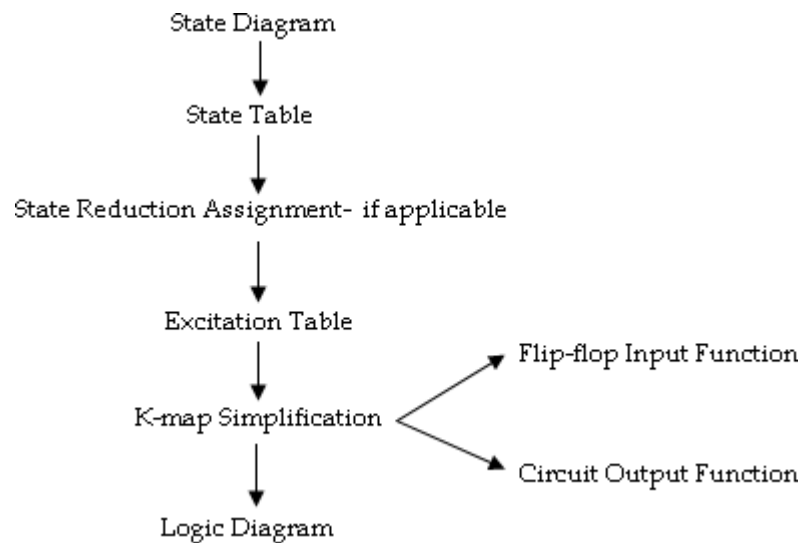 State Diagram
State Table
State Reduction Assignment- if applicable
Excitation Table
Flip-flop Input Function
K-map Simplification
Circuit Output Function
Logic Diagram